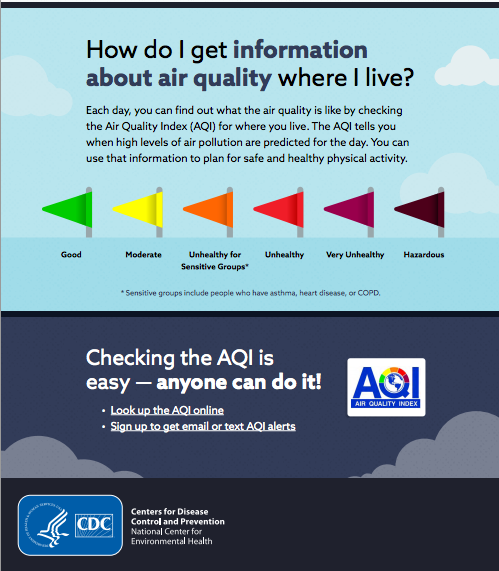 How do I get information
about air quality where I live?
Each day, you can find out what the air quality is like by checking
the Air Quality Index (AQI) for where you live. The AQI tells you
when high levels of air pollution are predicted for the day. You can
use that information to plan for safe and healthy physical activity.
Good
Moderate
Unhealthy for
Sensitive Groups*
Unhealthy
Very Unhealthy
Hazardous
* Sensitive groups include people who have asthma, heart disease, or COPD.
Checking the AQI is
easy — anyone can do it!
• Look up the AQI online
• Sign up to get email or text AQI alerts
AQI
AIR QUALITY INDEX
CDC
Centers for Disease
Control and Prevention
National Center for
Environmental Health